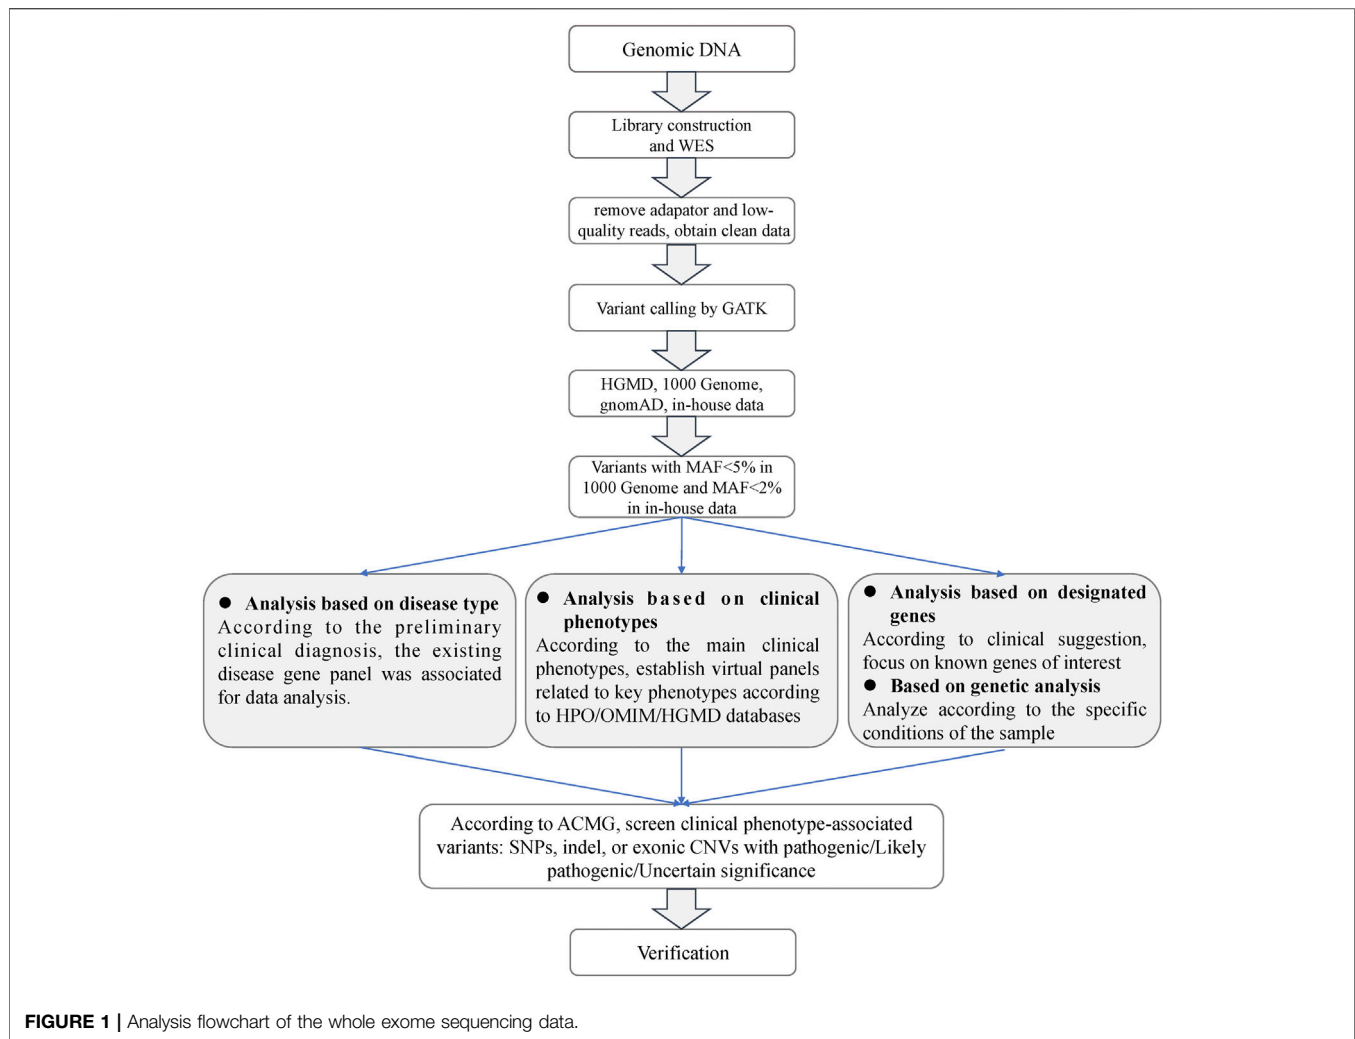 Genomic DNA
Library construction
and WES
remove adapator and low-
quality reads, obtain clean data
Variant calling by GATK
HGMD, 1000 Genome,
gnomAD, in-house data
Variants with MAF<5% in
1000 Genome and MAF<2%
in in-house data
● Analysis based on disease type
According to the preliminary
clinical diagnosis, the existing
disease gene panel was associated
for data analysis.
● Analysis based on clinical
phenotypes
According to the main clinical
phenotypes, establish virtual panels
related to key phenotypes according
to HPO/OMIM/HGMD databases
● Analysis based on designated
genes
According to clinical suggestion,
focus on known genes of interest
● Based on genetic analysis
Analyze according to the specific
conditions of the sample
According to ACMG, screen clinical phenotype-associated
variants: SNPs, indel, or exonic CNVs with pathogenic/Likely
pathogenic/Uncertain significance
Verification
FIGURE 1 | Analysis flowchart of the whole exome sequencing data.